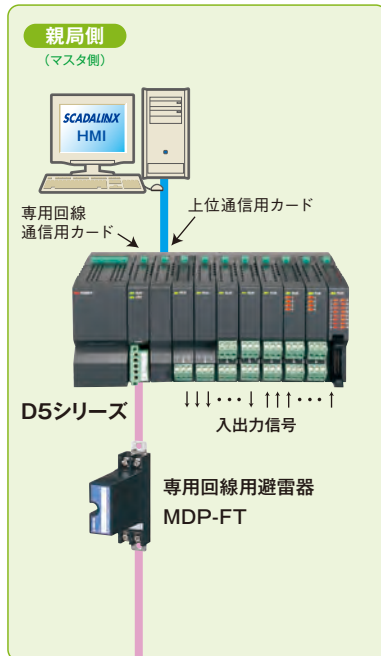 親局側
（マスタ側）
SCADALINX
HMI
専用回線
通信用カード
上位通信用カード
D5シリーズ
↓↓↓・・・↓ ↑↑↑・・・↑
入出力信号
専用回線用避雷器
MDP-FT